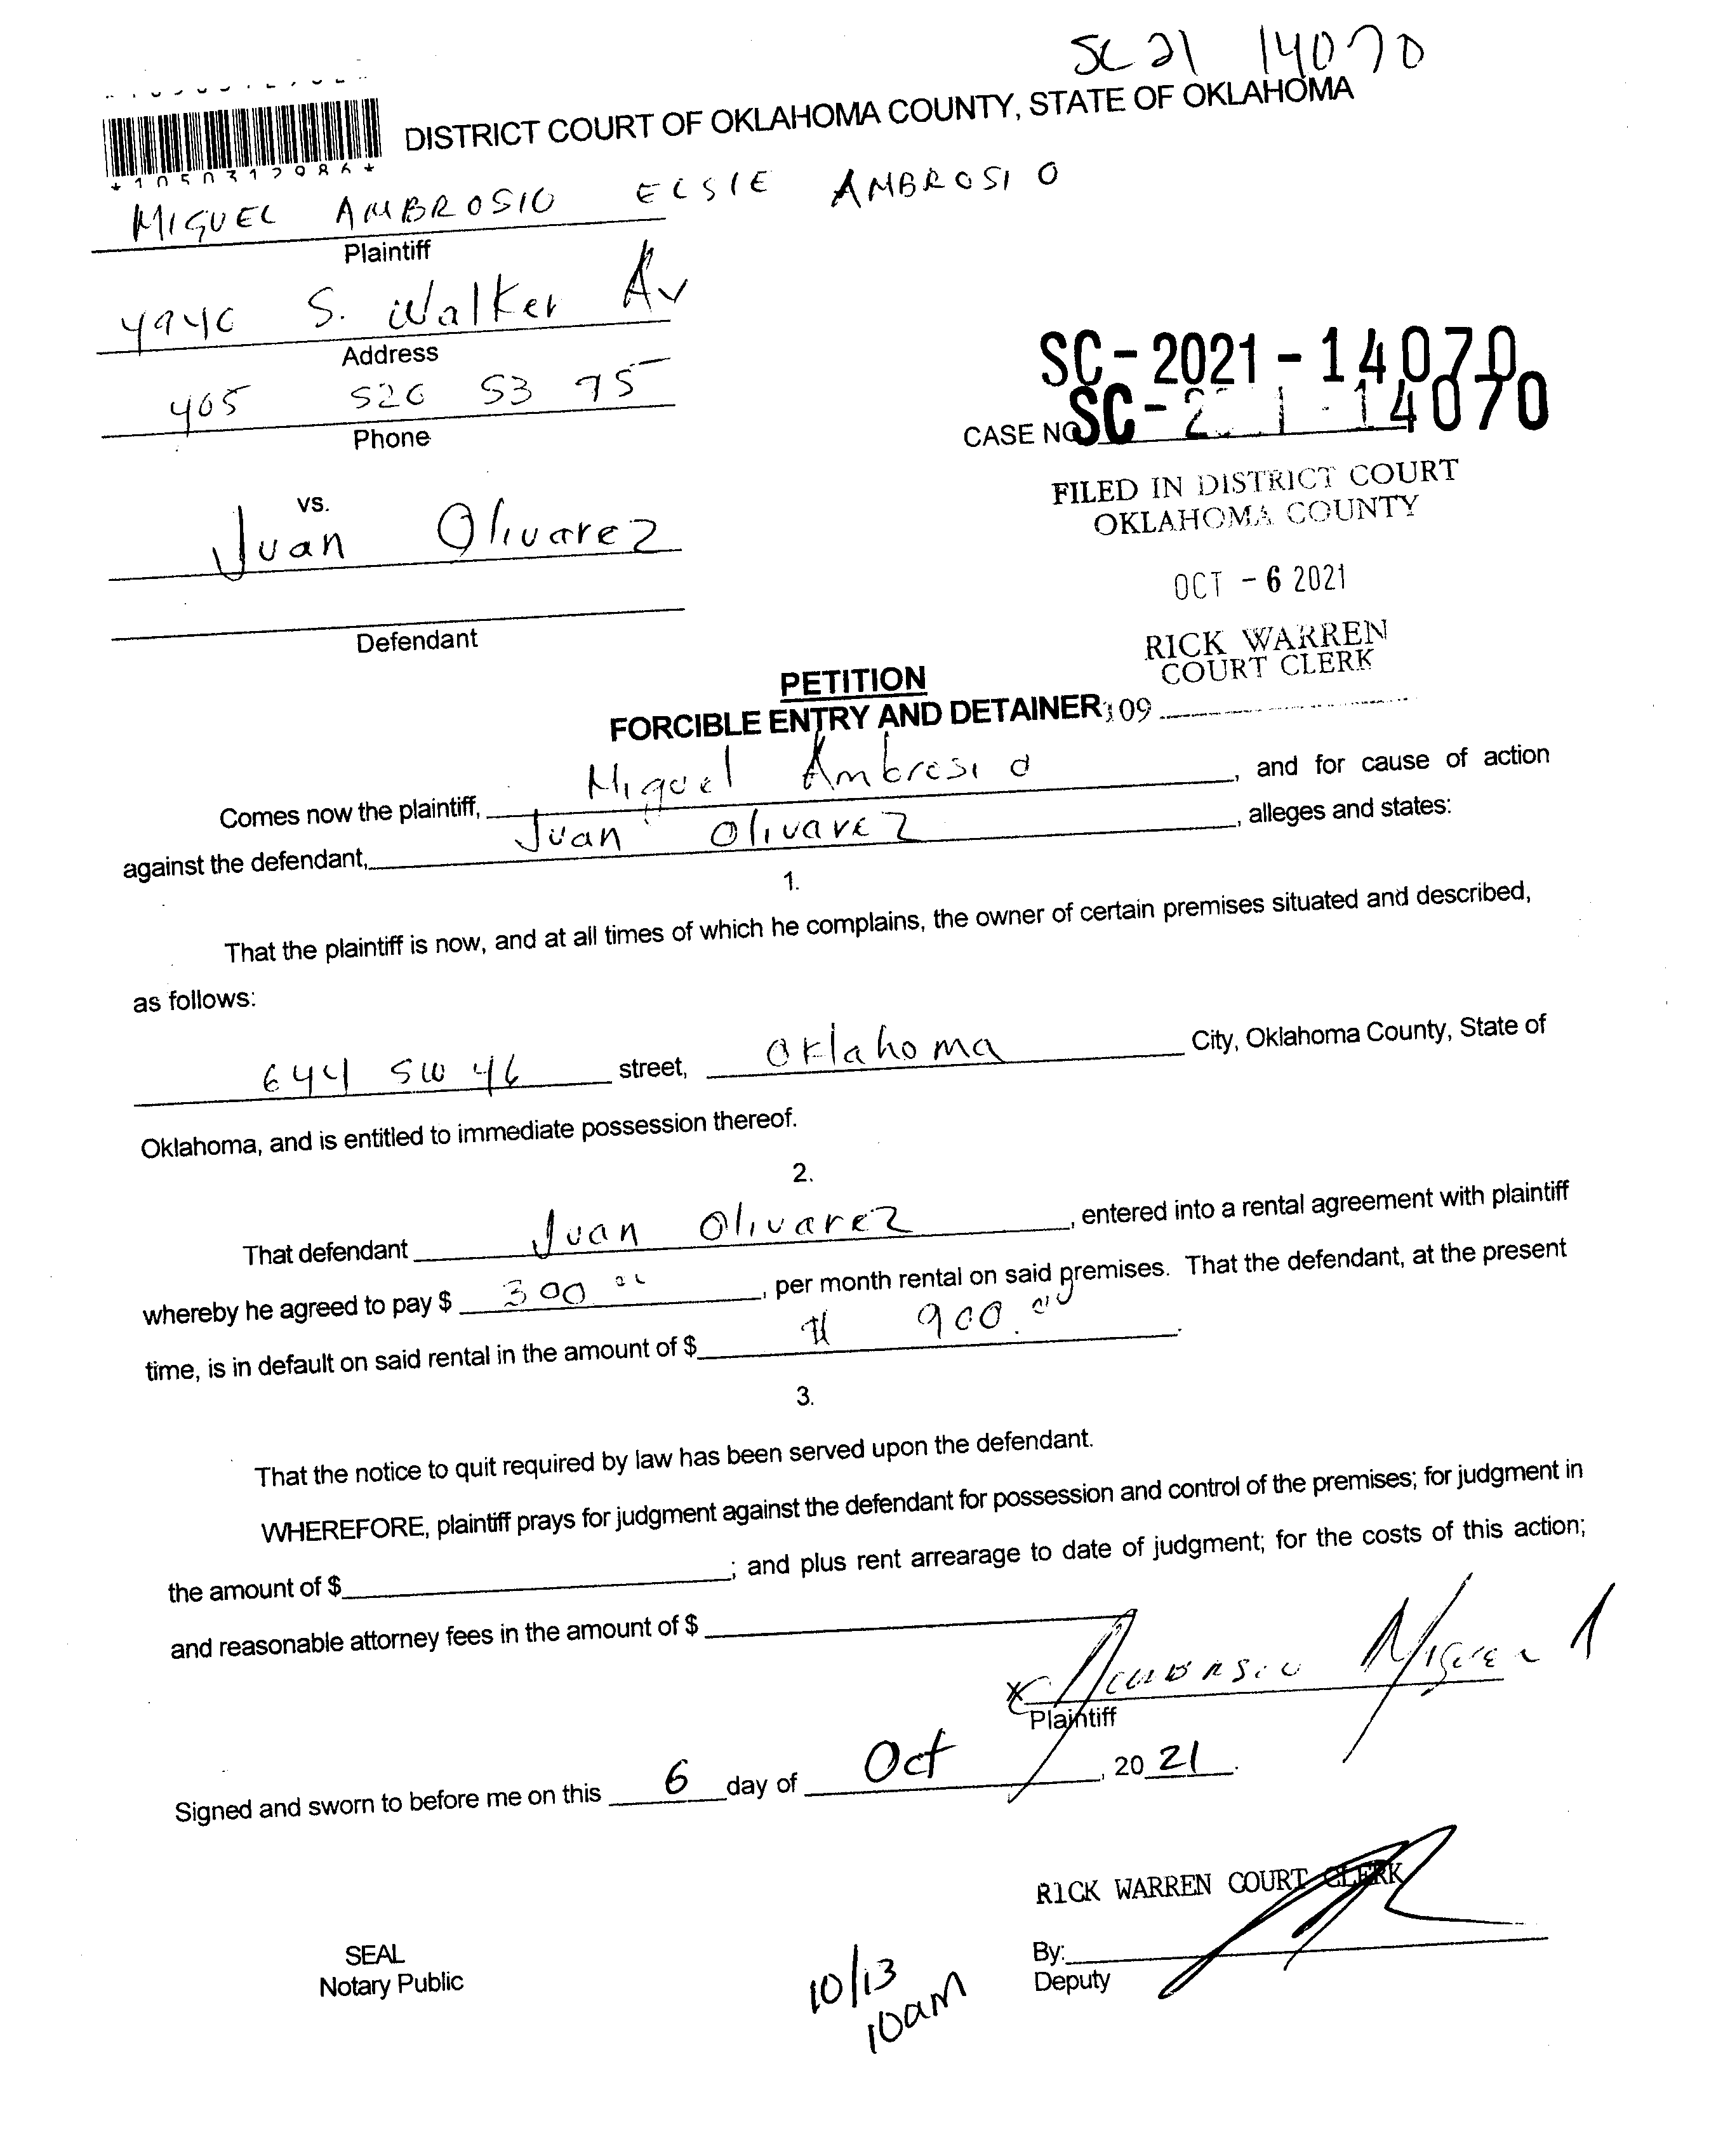 SC 21 14070
DISTRICT COURT OF OKLAHOMA COUNTY, STATE OF OKLAHOMA
*1050312986*
MIGUEL AMBROSIO ELSIE AMBROSIO
Plaintiff
4940 S. Walker Av
Address
405 526 53 95
Phone
SC-2021-14070
CASE NO SC-2021-14070
FILED IN DISTRICT COURT
OKLAHOMA COUNTY
vs.
Juan Olivarez
OCT - 6 2021
Defendant
RICK WARREN
COURT CLERK
PETITION
FORCIBLE ENTRY AND DETAINER
109
Comes now the plaintiff, Miguel Ambrosio, and for cause of action
against the defendant, Juan Olivarez, alleges and states:
1.
That the plaintiff is now, and at all times of which he complains, the owner of certain premises situated and described,
as follows:
644 SW 46 street, Oklahoma City, Oklahoma County, State of
Oklahoma, and is entitled to immediate possession thereof.
2.
That defendant Juan Olivarez, entered into a rental agreement with plaintiff
whereby he agreed to pay $ 300 00, per month rental on said premises. That the defendant, at the present
time, is in default on said rental in the amount of $ 900.00.
3.
That the notice to quit required by law has been served upon the defendant.
WHEREFORE, plaintiff prays for judgment against the defendant for possession and control of the premises; for judgment in
the amount of $; and plus rent arrearage to date of judgment; for the costs of this action;
and reasonable attorney fees in the amount of $
x Ambrosio Miguel A
Plaintiff
Signed and sworn to before me on this 6 day of Oct, 20 21.
RICK WARREN COURT CLERK
SEAL
Notary Public
By:
Deputy
10/13
10am